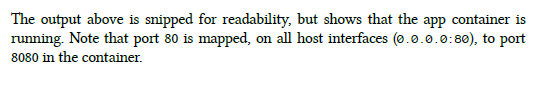 The output above is snipped for readability, but shows that the app container is
running. Note that port 80 is mapped, on all host interfaces (0.0.0.0:80), to port
8080 in the container.